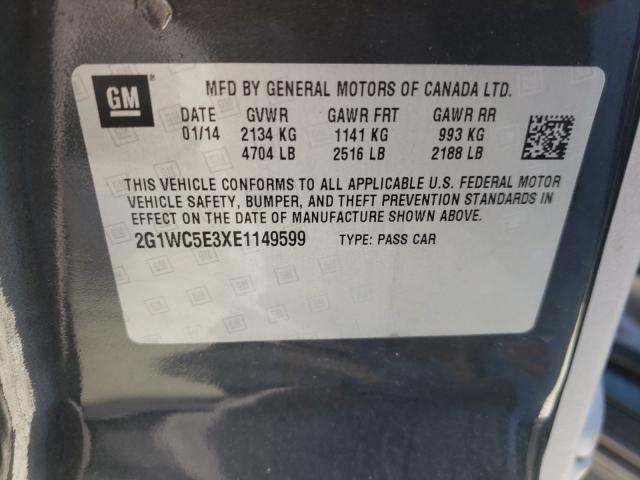 GM
MFD BY GENERAL MOTORS OF CANADA LTD.
DATE GVWR GAWR FRT GAWR RR
01/14 2134 KG 1141 KG 993 KG
4704 LB 2516 LB 2188 LB
THIS VEHICLE CONFORMS TO ALL APPLICABLE U.S. FEDERAL MOTOR
VEHICLE SAFETY, BUMPER, AND THEFT PREVENTION STANDARDS IN
EFFECT ON THE DATE OF MANUFACTURE SHOWN ABOVE.
2G1WC5E3XE1149599 TYPE: PASS CAR